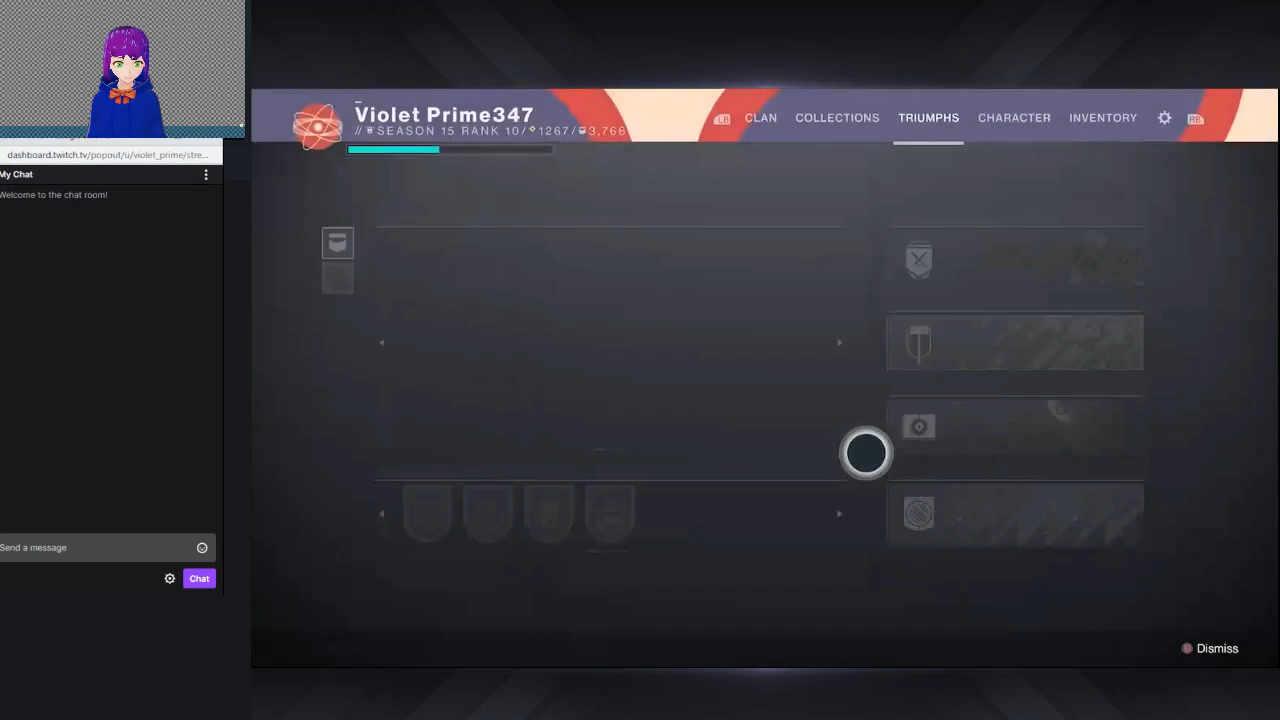 dashboard.twitch.tv/popout/u/violet_prime/stre...
My Chat
Welcome to the chat room!
Send a message
Chat
Violet Prime347
// SEASON 15 RANK 10/ 1267/ 3,766
LB CLAN COLLECTIONS TRIUMPHS CHARACTER INVENTORY RB
B Dismiss